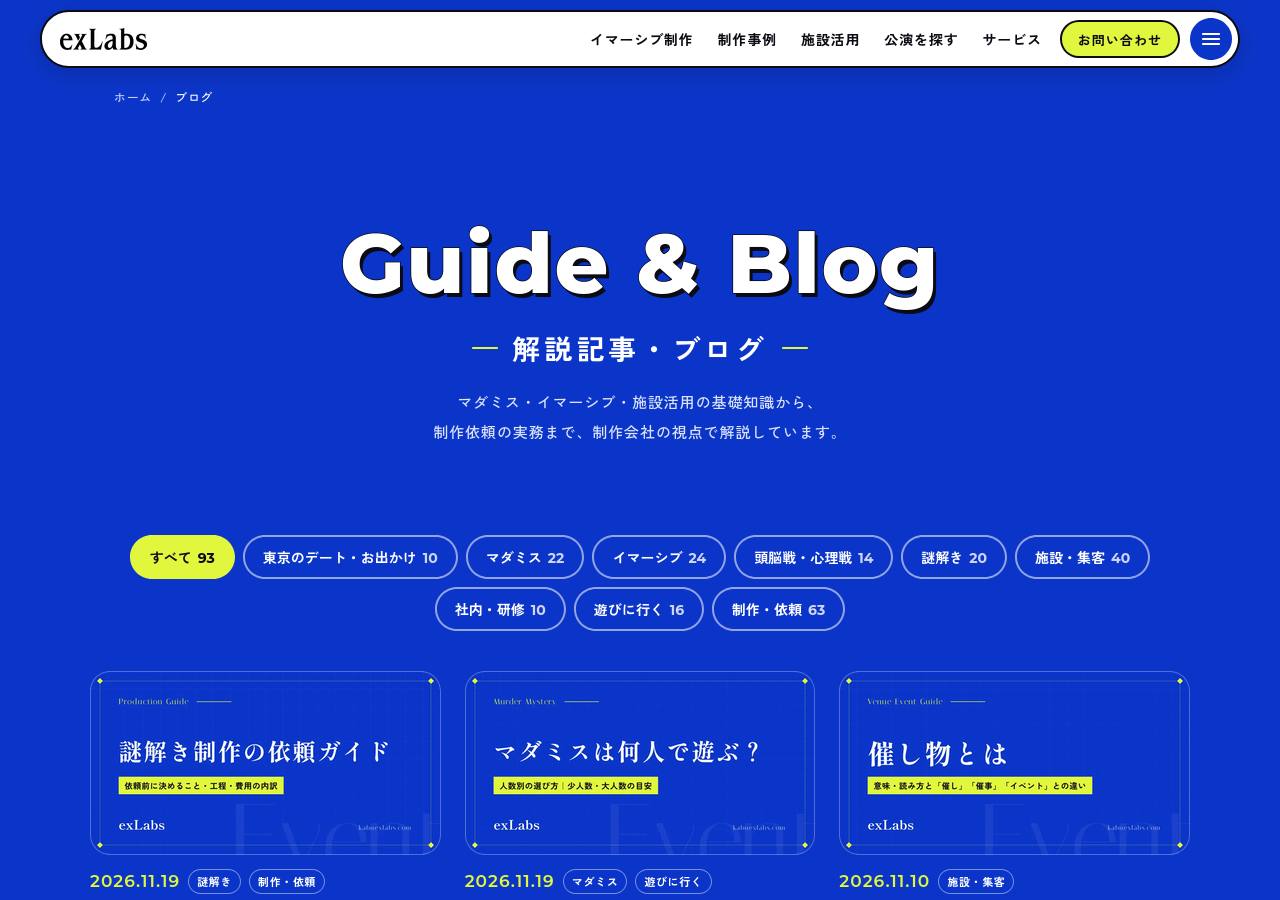 exLabs イマーシブ制作 制作事例 施設活用 公演を探す サービス お問い合わせ
ホーム / ブログ
Guide & Blog
解説記事・ブログ
マダミス・イマーシブ・施設活用の基礎知識から、
制作依頼の実務まで、制作会社の視点で解説しています。
すべて 93 東京のデート・お出かけ 10 マダミス 22 イマーシブ 24 頭脳戦・心理戦 14 謎解き 20 施設・集客 40
社内・研修 10 遊びに行く 16 制作・依頼 63
Production Guide
謎解き制作の依頼ガイド
依頼前に決めること・工程・費用の内訳
exLabs
Event
kabuexlabs.com
2026.11.19 謎解き 制作・依頼
Murder Mystery
マダミスは何人で遊ぶ？
人数別の選び方｜少人数・大人数の目安
exLabs
Event
kabuexlabs.com
2026.11.19 マダミス 遊びに行く
Venue Event Guide
催し物とは
意味・読み方と「催し」「催事」「イベント」との違い
exLabs
Event
kabuexlabs.com
2026.11.10 施設・集客